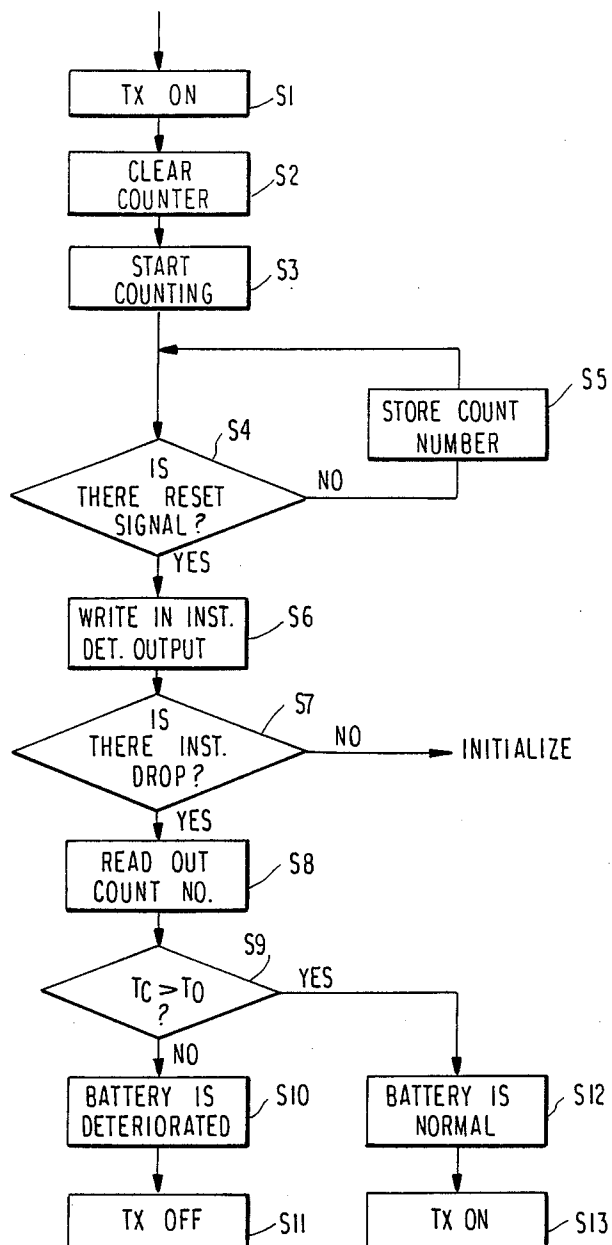 TX ON
S1
CLEAR
COUNTER
S2
START
COUNTING
S3
STORE COUNT
NUMBER
S5
IS
THERE RESET
SIGNAL?
S4
NO
YES
WRITE IN INST.
DET. OUTPUT
S6
IS
THERE INST.
DROP?
S7
NO
INITIALIZE
YES
READ OUT
COUNT NO.
S8
TC > TO
?
S9
YES
NO
BATTERY IS
DETERIORATED
S10
BATTERY IS
NORMAL
S12
TX OFF
S11
TX ON
S13